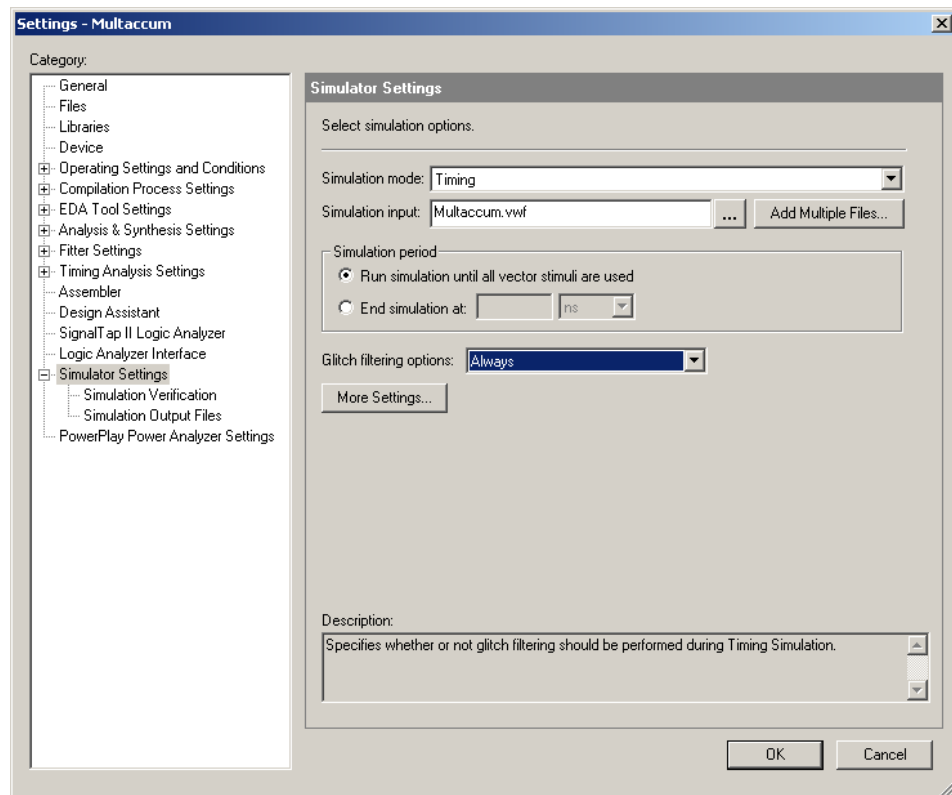 Settings - Multaccum
Category:
General
Files
Libraries
Device
Operating Settings and Conditions
Compilation Process Settings
EDA Tool Settings
Analysis & Synthesis Settings
Fitter Settings
Timing Analysis Settings
Assembler
Design Assistant
SignalTap II Logic Analyzer
Logic Analyzer Interface
Simulator Settings
Simulation Verification
Simulation Output Files
PowerPlay Power Analyzer Settings
Simulator Settings
Select simulation options.
Simulation mode: Timing
Simulation input: Multaccum.vwf ... Add Multiple Files...
Simulation period
Run simulation until all vector stimuli are used
End simulation at: ns
Glitch filtering options: Always
More Settings...
Description:
Specifies whether or not glitch filtering should be performed during Timing Simulation.
OK Cancel